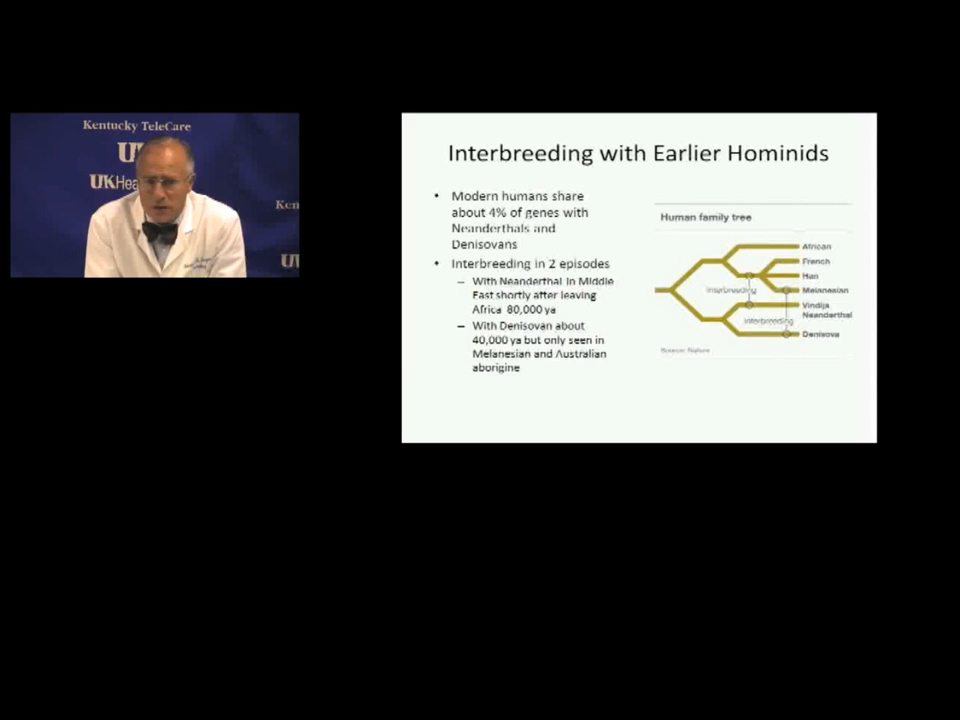 Kentucky TeleCare
UK
UKHea
Ken
UK
Interbreeding with Earlier Hominids
• Modern humans share
about 4% of genes with
Neanderthals and
Denisovans
• Interbreeding in 2 episodes
– With Neanderthal in Middle
East shortly after leaving
Africa 80,000 ya
– With Denisovan about
40,000 ya but only seen in
Melanesian and Australian
aborigine
Human family tree
African
French
Han
Interbreeding
Melanesian
Vindija
Neanderthal
Interbreeding
Denisova
Source: Nature